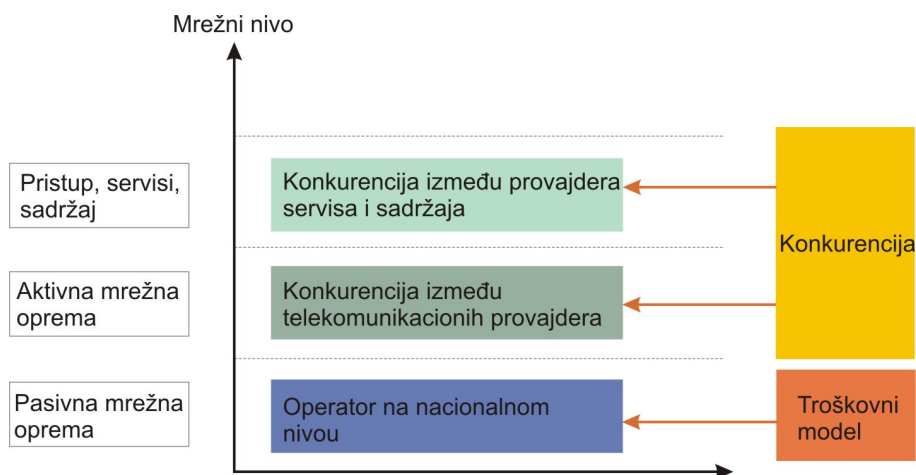 Mrežni nivo
Pristup, servisi,
sadržaj
Konkurencija između provajdera
servisa i sadržaja
Konkurencija
Aktivna mrežna
oprema
Konkurencija između
telekomunikacionih provajdera
Pasivna mrežna
oprema
Operator na nacionalnom
nivou
Troškovni
model